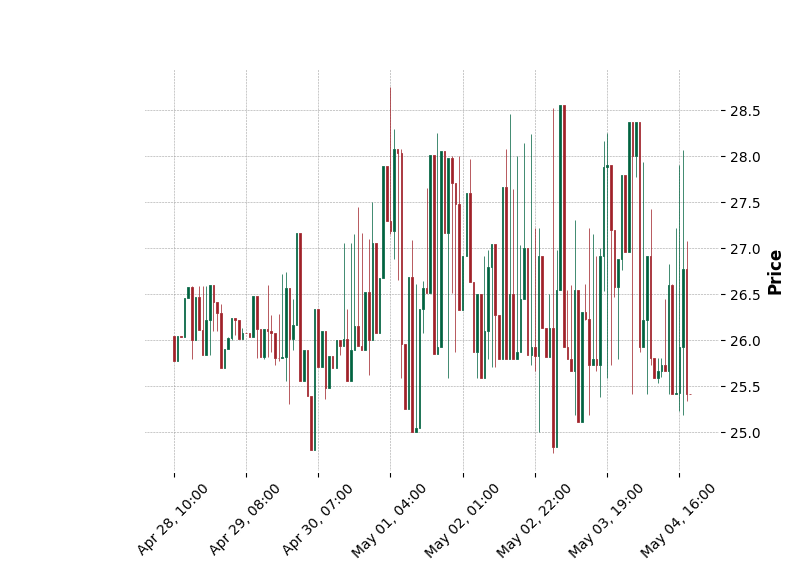 28.5
28.0
27.5
27.0
26.5
26.0
25.5
25.0
Price
Apr 28, 10:00
Apr 29, 08:00
Apr 30, 07:00
May 01, 04:00
May 02, 01:00
May 02, 22:00
May 03, 19:00
May 04, 16:00